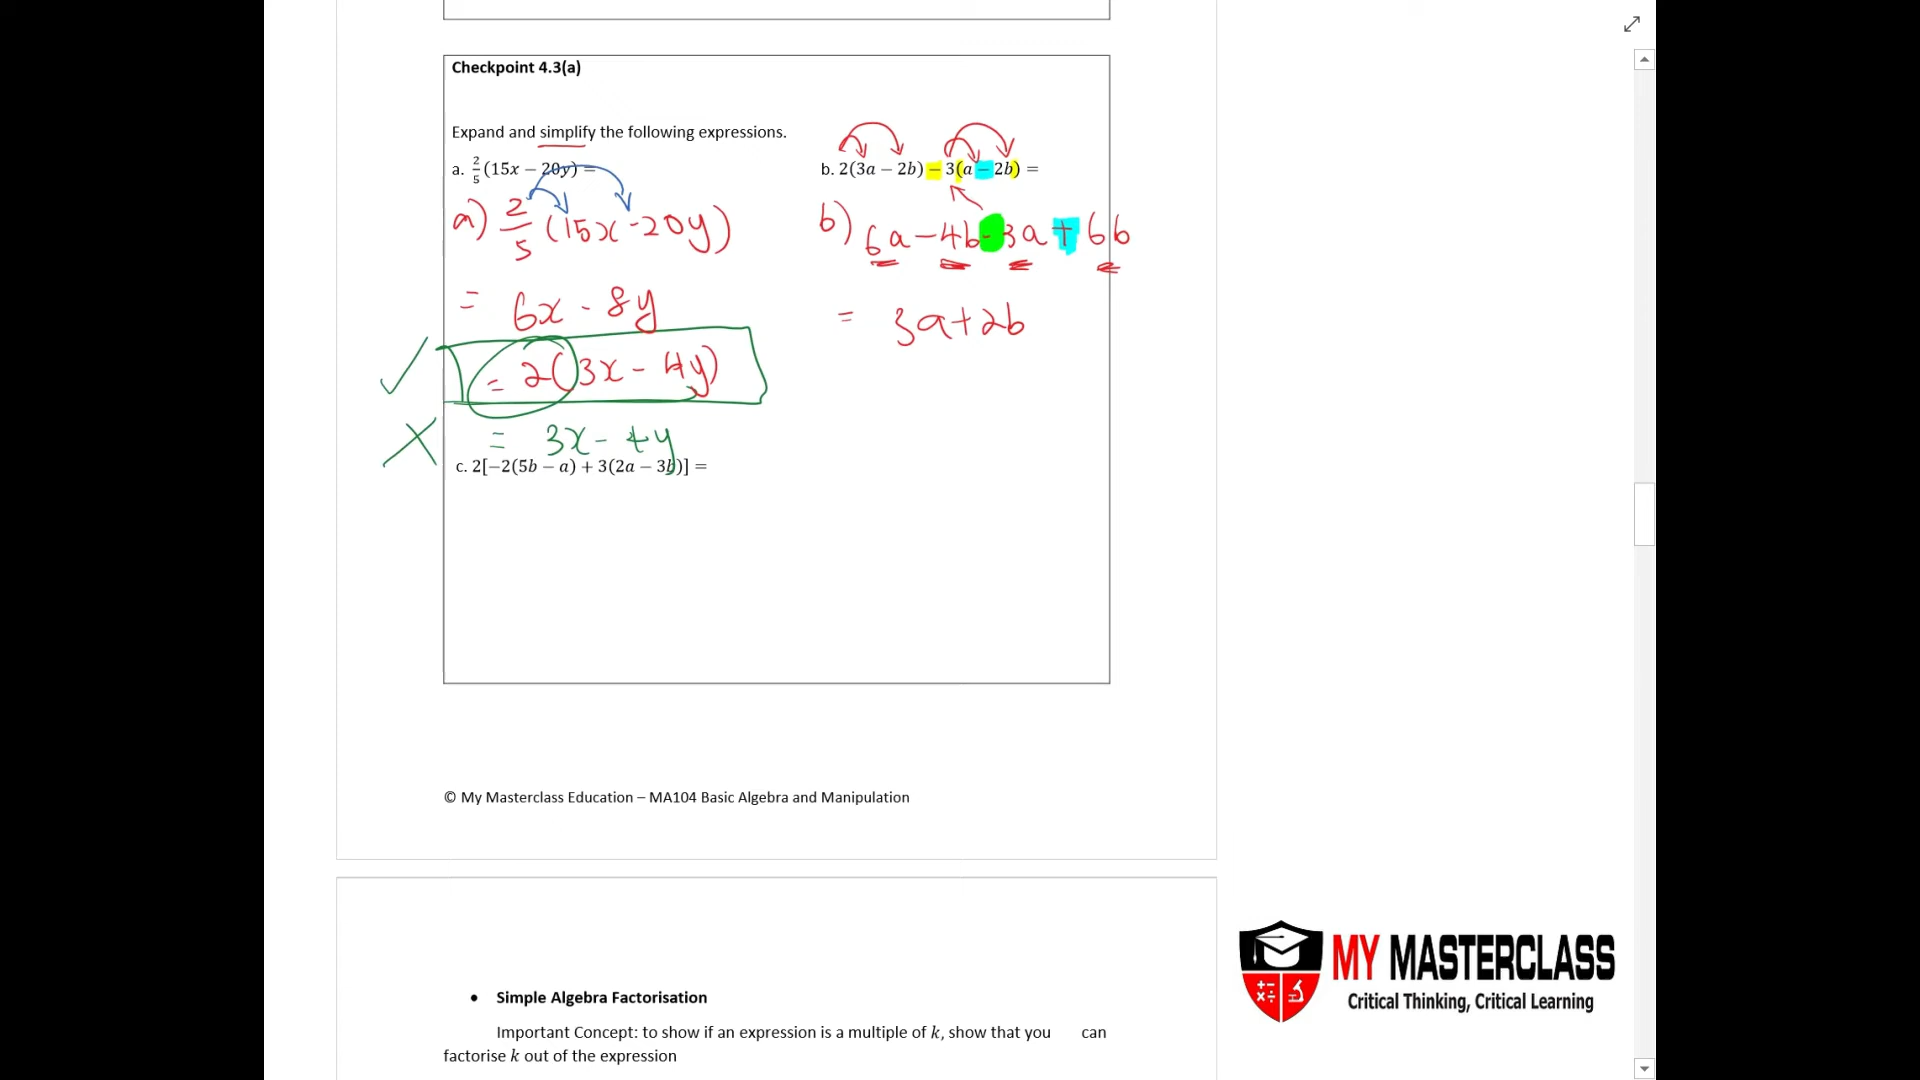 Checkpoint 4.3(a)
Expand and simplify the following expressions.
a. 2/5 (15x − 20y) =
a) 2/5 (15x - 20y)
= 6x - 8y
= 2(3x - 4y)
= 3x - 4y
b. 2(3a − 2b) − 3(a − 2b) =
b) 6a - 4b - 3a + 6b
= 3a + 2b
c. 2[−2(5b − a) + 3(2a − 3b)] =
© My Masterclass Education – MA104 Basic Algebra and Manipulation
• Simple Algebra Factorisation
Important Concept: to show if an expression is a multiple of k, show that you can
factorise k out of the expression
MY MASTERCLASS
Critical Thinking, Critical Learning